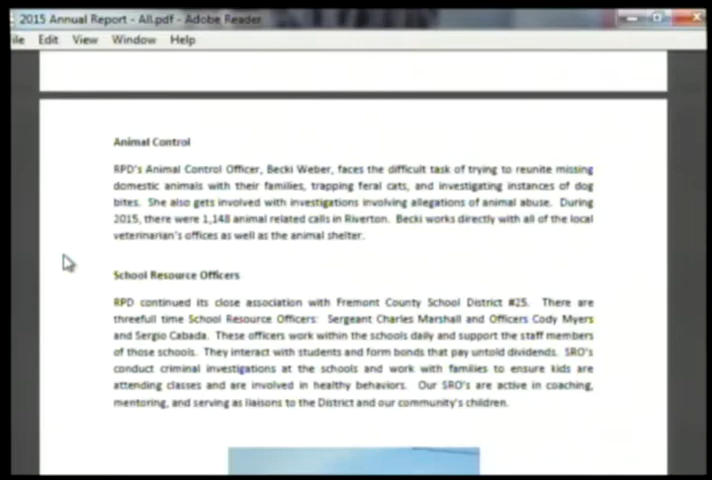 2015 Annual Report - All.pdf - Adobe Reader
ile Edit View Window Help
Animal Control
RPD's Animal Control Officer, Becki Weber, faces the difficult task of trying to reunite missing
domestic animals with their families, trapping feral cats, and investigating instances of dog
bites. She also gets involved with investigations involving allegations of animal abuse. During
2015, there were 1,148 animal related calls in Riverton. Becki works directly with all of the local
veterinarian's offices as well as the animal shelter.
School Resource Officers
RPD continued its close association with Fremont County School District #25. There are
threefull time School Resource Officers: Sergeant Charles Marshall and Officers Cody Myers
and Sergio Cabada. These officers work within the schools daily and support the staff members
of those schools. They interact with students and form bonds that pay untold dividends. SRO's
conduct criminal investigations at the schools and work with families to ensure kids are
attending classes and are involved in healthy behaviors. Our SRO's are active in coaching,
mentoring, and serving as liaisons to the District and our community's children.